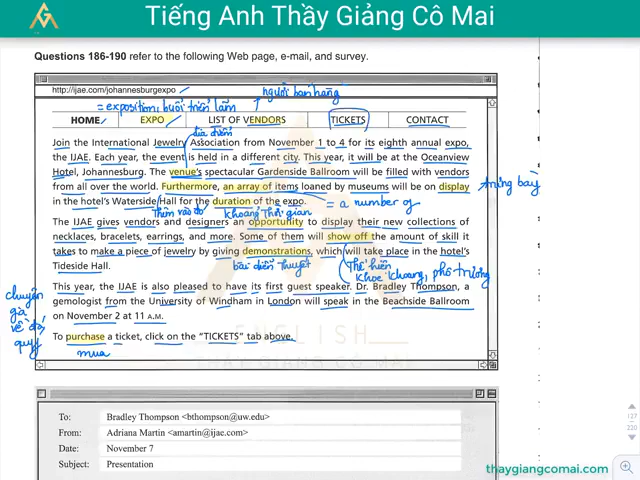 Tiếng Anh Thầy Giảng Cô Mai
Questions 186-190 refer to the following Web page, e-mail, and survey.
http://ijae.com/johannesburgexpo
người bán hàng
= exposition, buổi triển lãm
HOME EXPO LIST OF VENDORS TICKETS CONTACT
địa điểm
Join the International Jewelry Association from November 1 to 4 for its eighth annual expo,
the IJAE. Each year, the event is held in a different city. This year, it will be at the Oceanview
Hotel, Johannesburg. The venue's spectacular Gardenside Ballroom will be filled with vendors
from all over the world. Furthermore, an array of items loaned by museums will be on display
trưng bày
in the hotel's Waterside Hall for the duration of the expo.
= a number of
thêm vào đó khoảng thời gian
The IJAE gives vendors and designers an opportunity to display their new collections of
necklaces, bracelets, earrings, and more. Some of them will show off the amount of skill it
takes to make a piece of jewelry by giving demonstrations, which will take place in the hotel's
Tideside Hall.
bài diễn thuyết
thể hiện
khoe khoang, phô trương
This year, the IJAE is also pleased to have its first guest speaker. Dr. Bradley Thompson, a
gemologist from the University of Windham in London will speak in the Beachside Ballroom
on November 2 at 11 A.M.
chuyên
gia
về đá
quý
To purchase a ticket, click on the "TICKETS" tab above.
mua
ENGLISH
THẦY GIẢNG CÔ MAI
To: Bradley Thompson <bthompson@uw.edu>
From: Adriana Martin <amartin@ijae.com>
Date: November 7
Subject: Presentation
127
220
thaygiangcomai.com